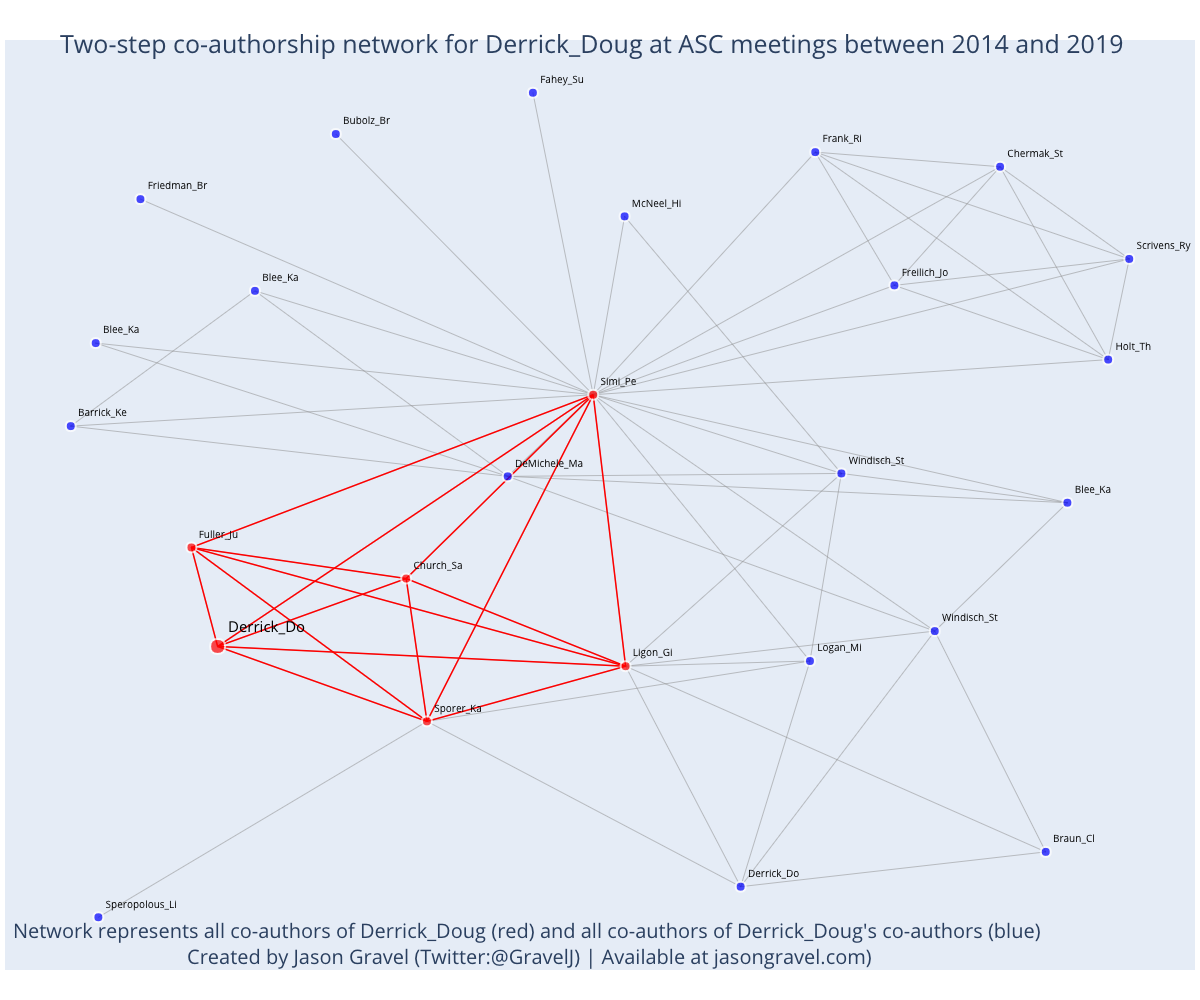 Two-step co-authorship network for Derrick_Doug at ASC meetings between 2014 and 2019
Fahey_Su
Bubolz_Br
Frank_Ri
Chermak_St
Friedman_Br
McNeel_Hi
Scrivens_Ry
Freilich_Jo
Blee_Ka
Blee_Ka
Holt_Th
Simi_Pe
Barrick_Ke
DeMichele_Ma
Windisch_St
Blee_Ka
Fuller_Ju
Church_Sa
Derrick_Do
Windisch_St
Ligon_Gi
Logan_Mi
Sporer_Ka
Braun_Cl
Derrick_Do
Speropolous_Li
Network represents all co-authors of Derrick_Doug (red) and all co-authors of Derrick_Doug's co-authors (blue)
Created by Jason Gravel (Twitter:@GravelJ) | Available at jasongravel.com)